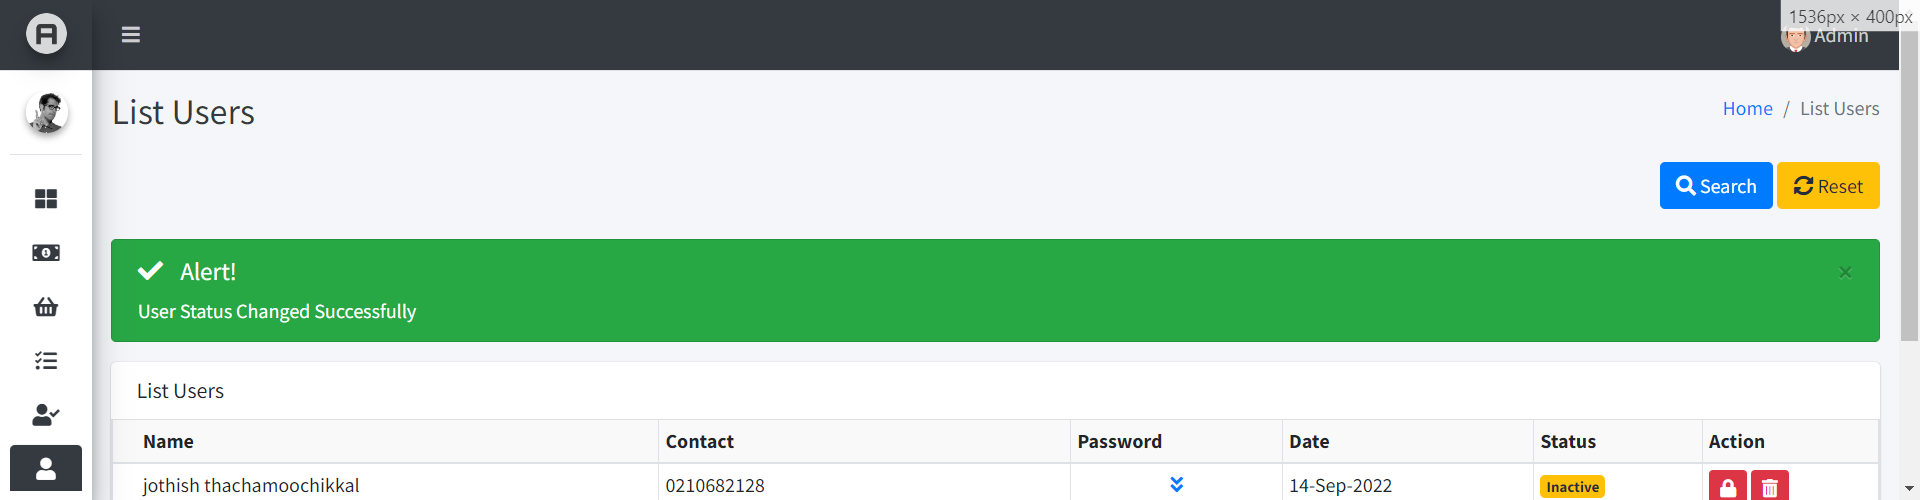 1536px × 400px
Admin
List Users
Home / List Users
Search
Reset
Alert!
×
User Status Changed Successfully
List Users
Name Contact Password Date Status Action
jothish thachamoochikkal 0210682128 14-Sep-2022 Inactive